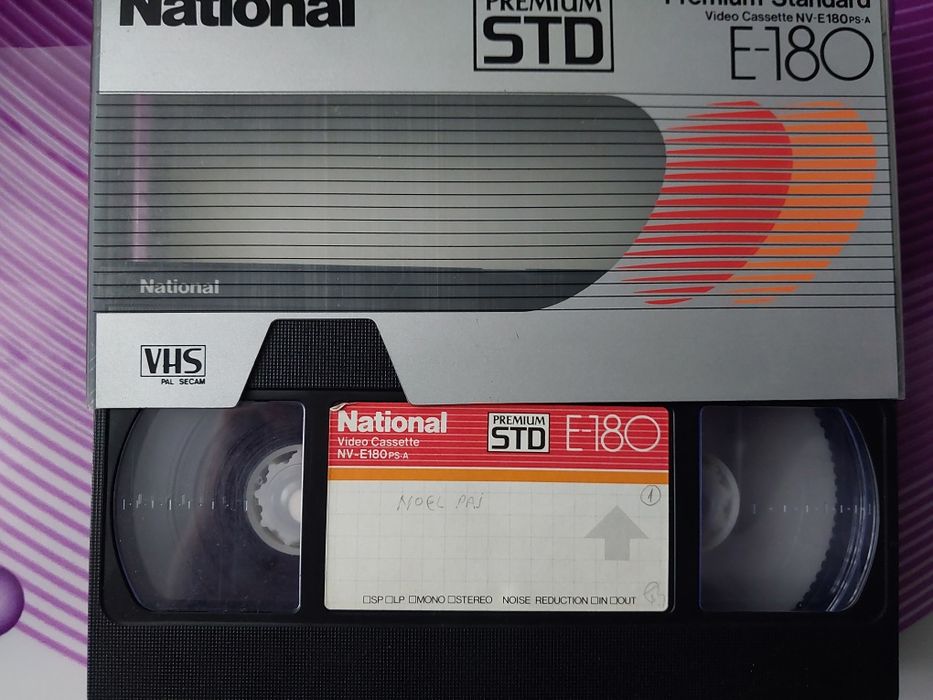 National
PREMIUM
STD
Premium Standard
Video Cassette NV-E180PS-A
E-180
National
VHS
PAL SECAM
National
Video Cassette
NV-E180PS-A
PREMIUM
STD
E-180
NOEL PAJ
1
□SP □LP □MONO □STEREO NOISE REDUCTION □IN □OUT